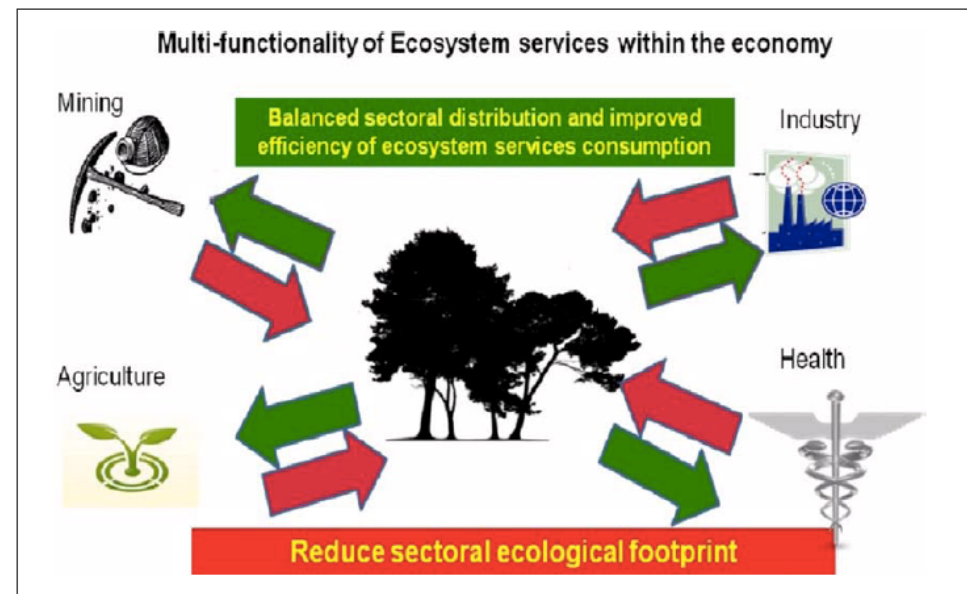 Multi-functionality of Ecosystem services within the economy
Mining
Balanced sectoral distribution and improved
efficiency of ecosystem services consumption
Industry
Agriculture
Health
Reduce sectoral ecological footprint